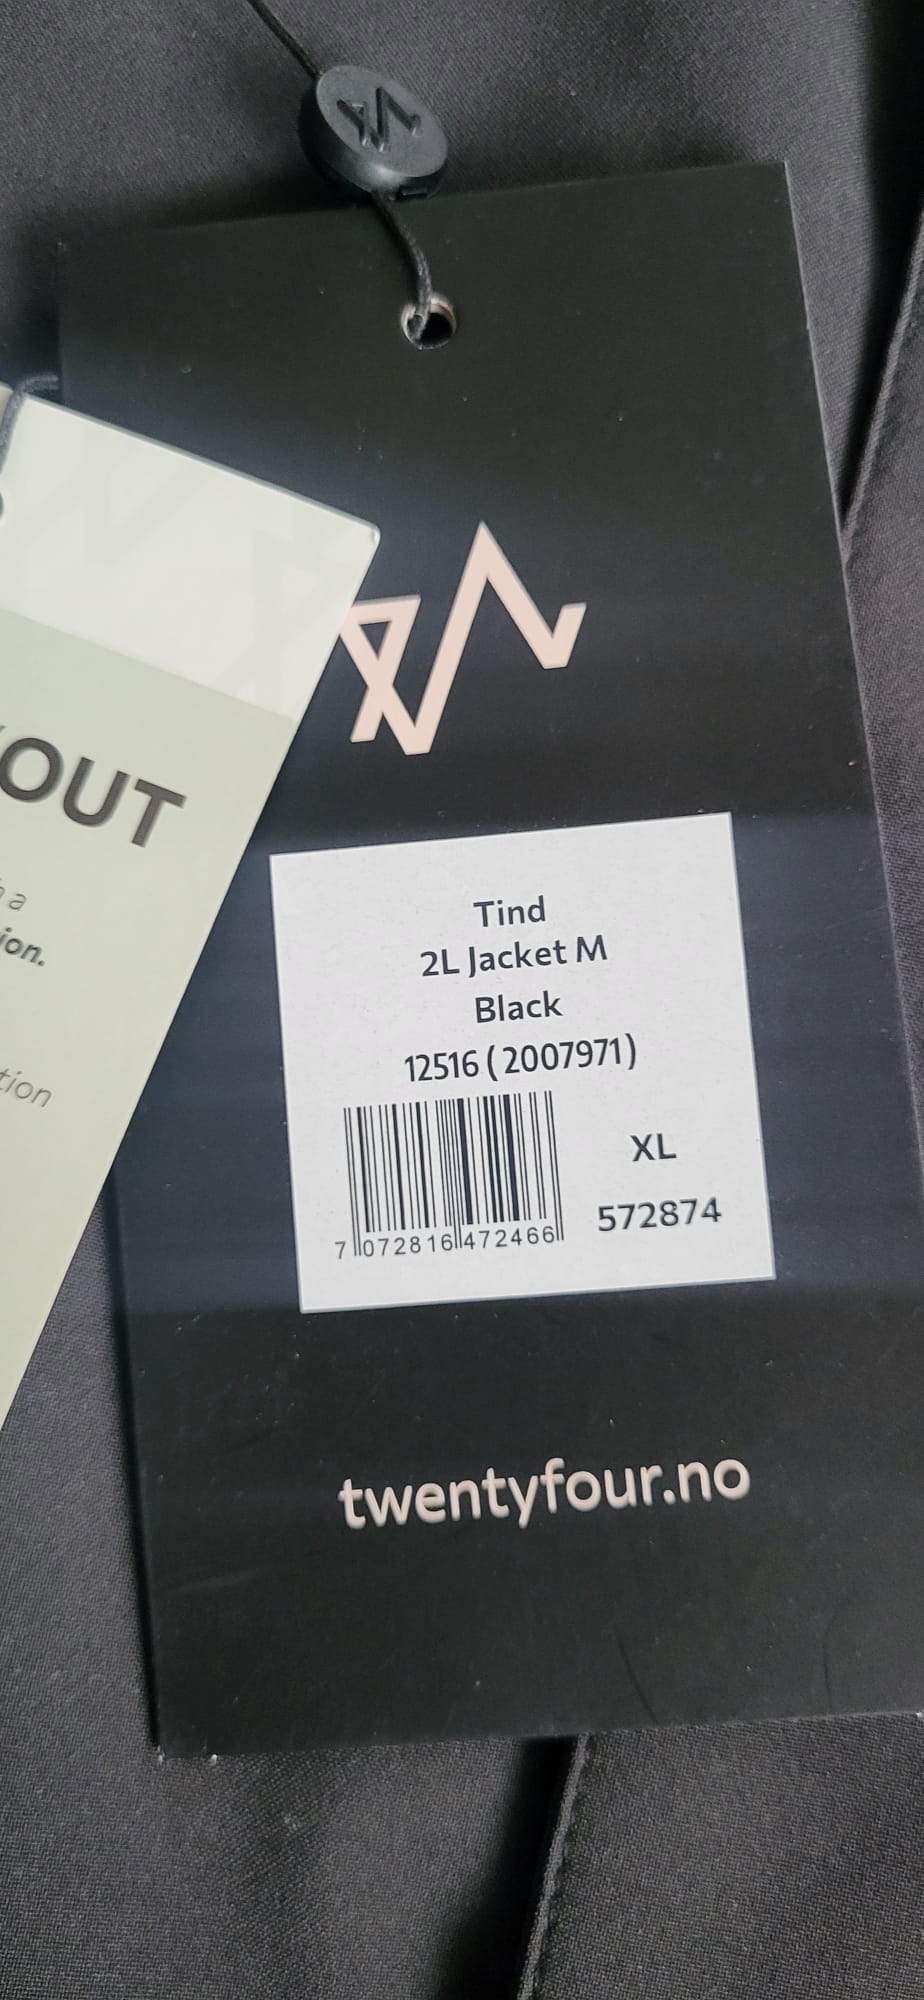 OUT
a
ion.
tion
Tind
2L Jacket M
Black
12516 (2007971)
XL
572874
7 072816 472466
twentyfour.no